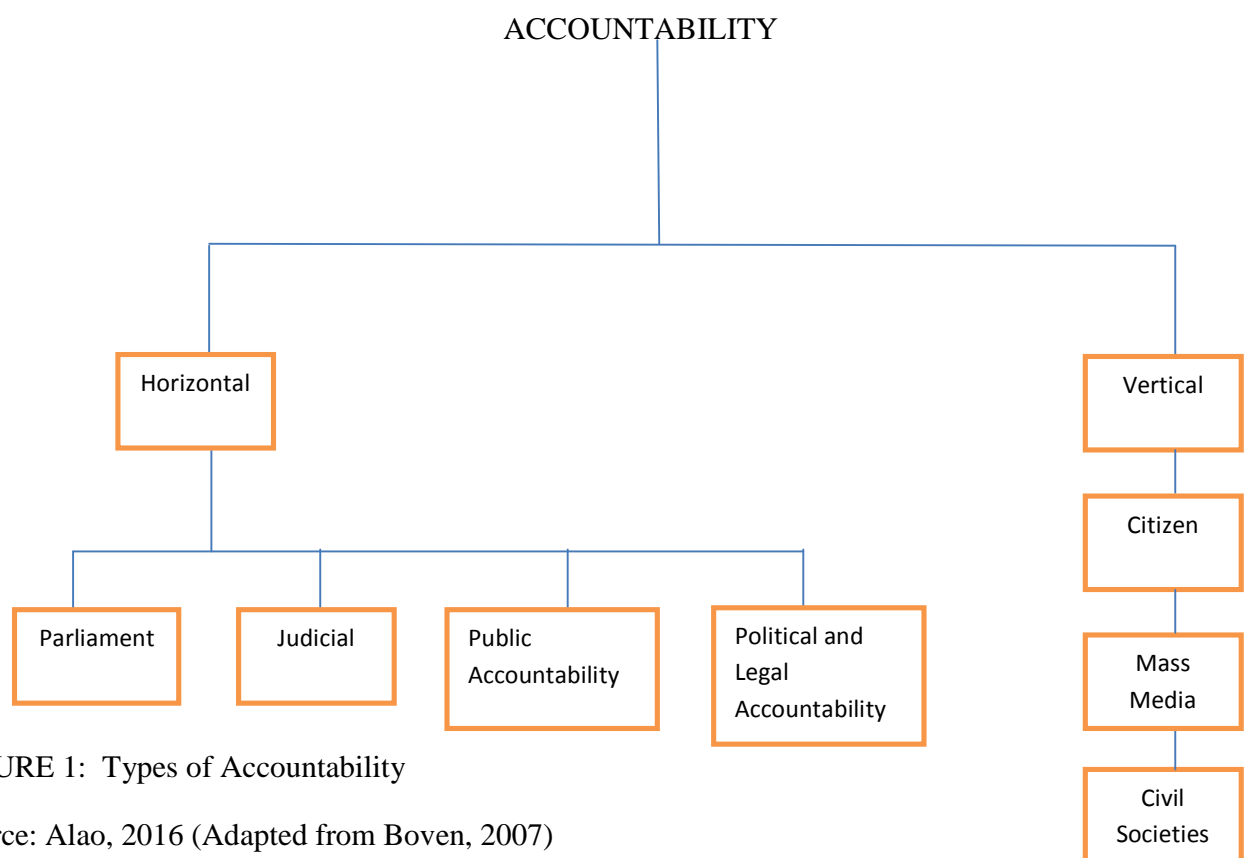 ACCOUNTABILITY
Horizontal
Vertical
Citizen
Parliament
Judicial
Public
Accountability
Political and
Legal
Accountability
Mass
Media
Civil
Societies
URE 1: Types of Accountability
rce: Alao, 2016 (Adapted from Boven, 2007)